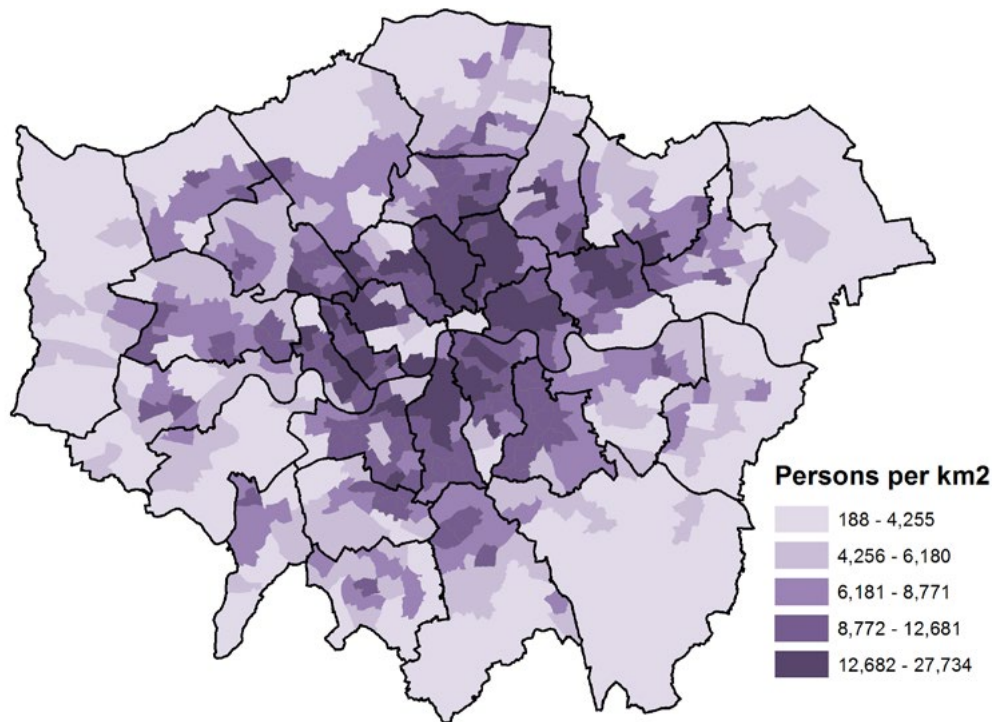 Persons per km2
188 - 4,255
4,256 - 6,180
6,181 - 8,771
8,772 - 12,681
12,682 - 27,734